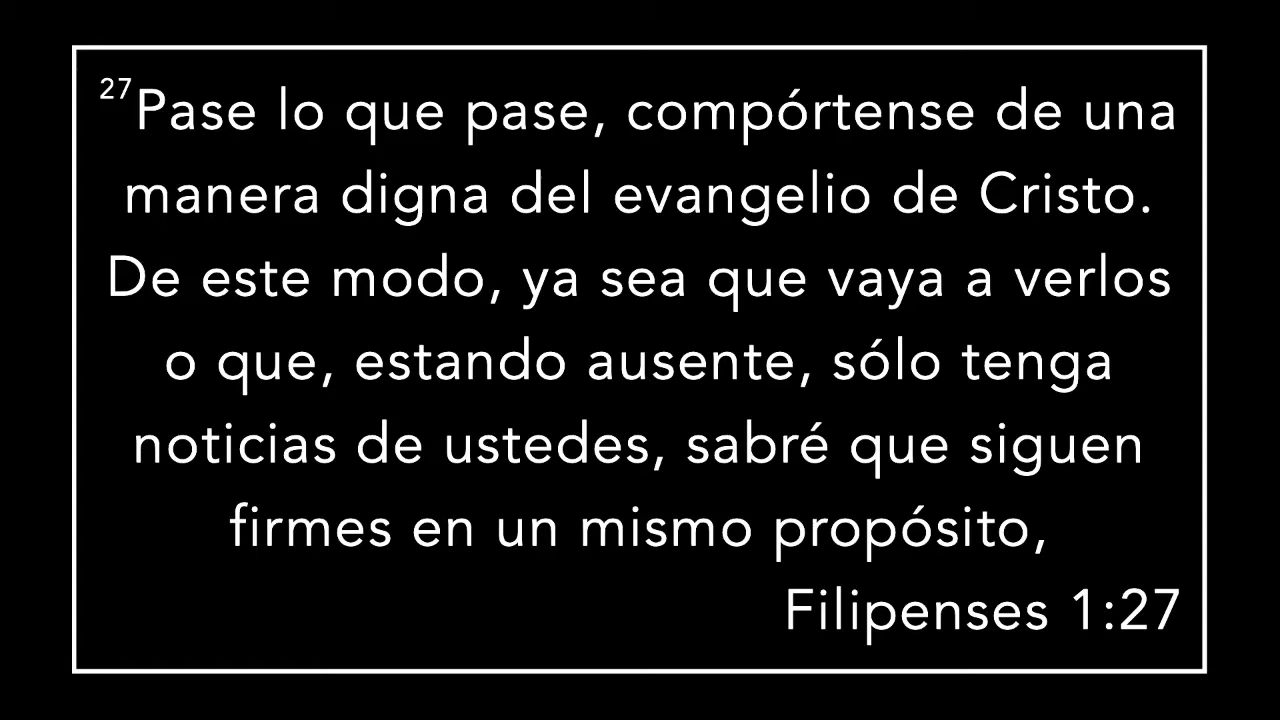 27Pase lo que pase, compórtense de una
manera digna del evangelio de Cristo.
De este modo, ya sea que vaya a verlos
o que, estando ausente, sólo tenga
noticias de ustedes, sabré que siguen
firmes en un mismo propósito,
Filipenses 1:27